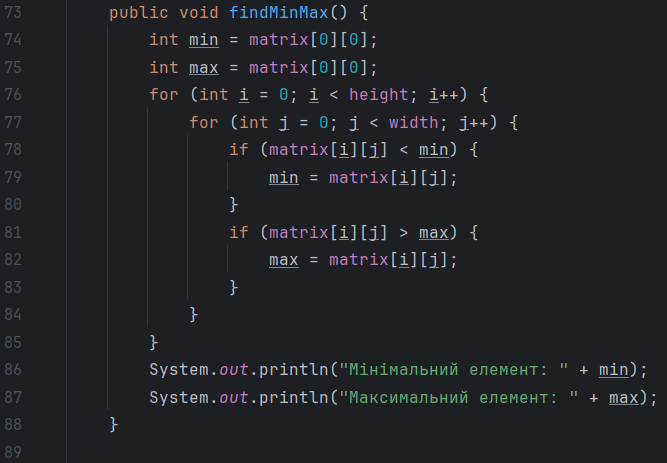 73 public void findMinMax() {
74 int min = matrix[0][0];
75 int max = matrix[0][0];
76 for (int i = 0; i < height; i++) {
77 for (int j = 0; j < width; j++) {
78 if (matrix[i][j] < min) {
79 min = matrix[i][j];
80 }
81 if (matrix[i][j] > max) {
82 max = matrix[i][j];
83 }
84 }
85 }
86 System.out.println("Мінімальний елемент: " + min);
87 System.out.println("Максимальний елемент: " + max);
88 }
89